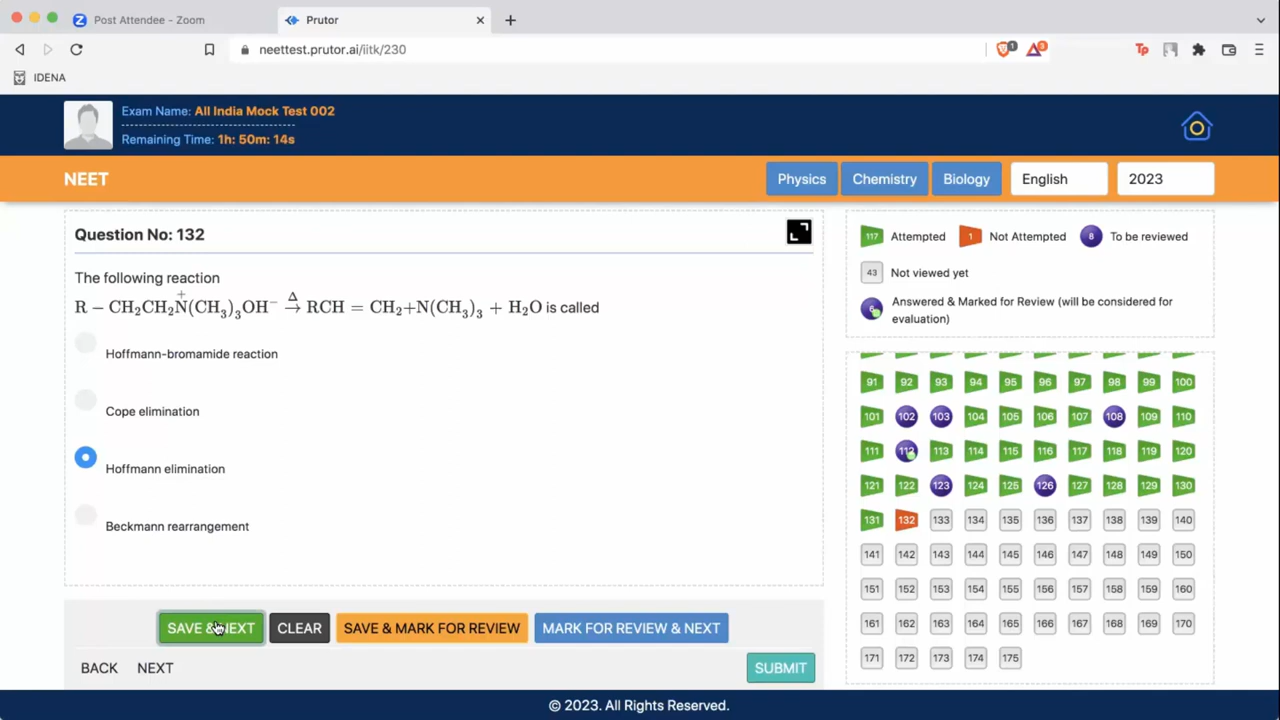 Post Attendee - Zoom
Prutor
neettest.prutor.ai/iitk/230
1
3
Tp
IDENA
Exam Name: All India Mock Test 002
Remaining Time: 1h: 50m: 14s
NEET
Physics
Chemistry
Biology
English
2023
Question No: 132
The following reaction
R − CH₂CH₂N⁺(CH₃)₃OH⁻ →^Δ RCH = CH₂+N(CH₃)₃ + H₂O is called
Hoffmann-bromamide reaction
Cope elimination
Hoffmann elimination
Beckmann rearrangement
SAVE & NEXT
CLEAR
SAVE & MARK FOR REVIEW
MARK FOR REVIEW & NEXT
BACK
NEXT
SUBMIT
117 Attempted
1 Not Attempted
8 To be reviewed
43 Not viewed yet
Answered & Marked for Review (will be considered for
evaluation)
91 92 93 94 95 96 97 98 99 100
101 102 103 104 105 106 107 108 109 110
111 112 113 114 115 116 117 118 119 120
121 122 123 124 125 126 127 128 129 130
131 132 133 134 135 136 137 138 139 140
141 142 143 144 145 146 147 148 149 150
151 152 153 154 155 156 157 158 159 160
161 162 163 164 165 166 167 168 169 170
171 172 173 174 175
© 2023. All Rights Reserved.